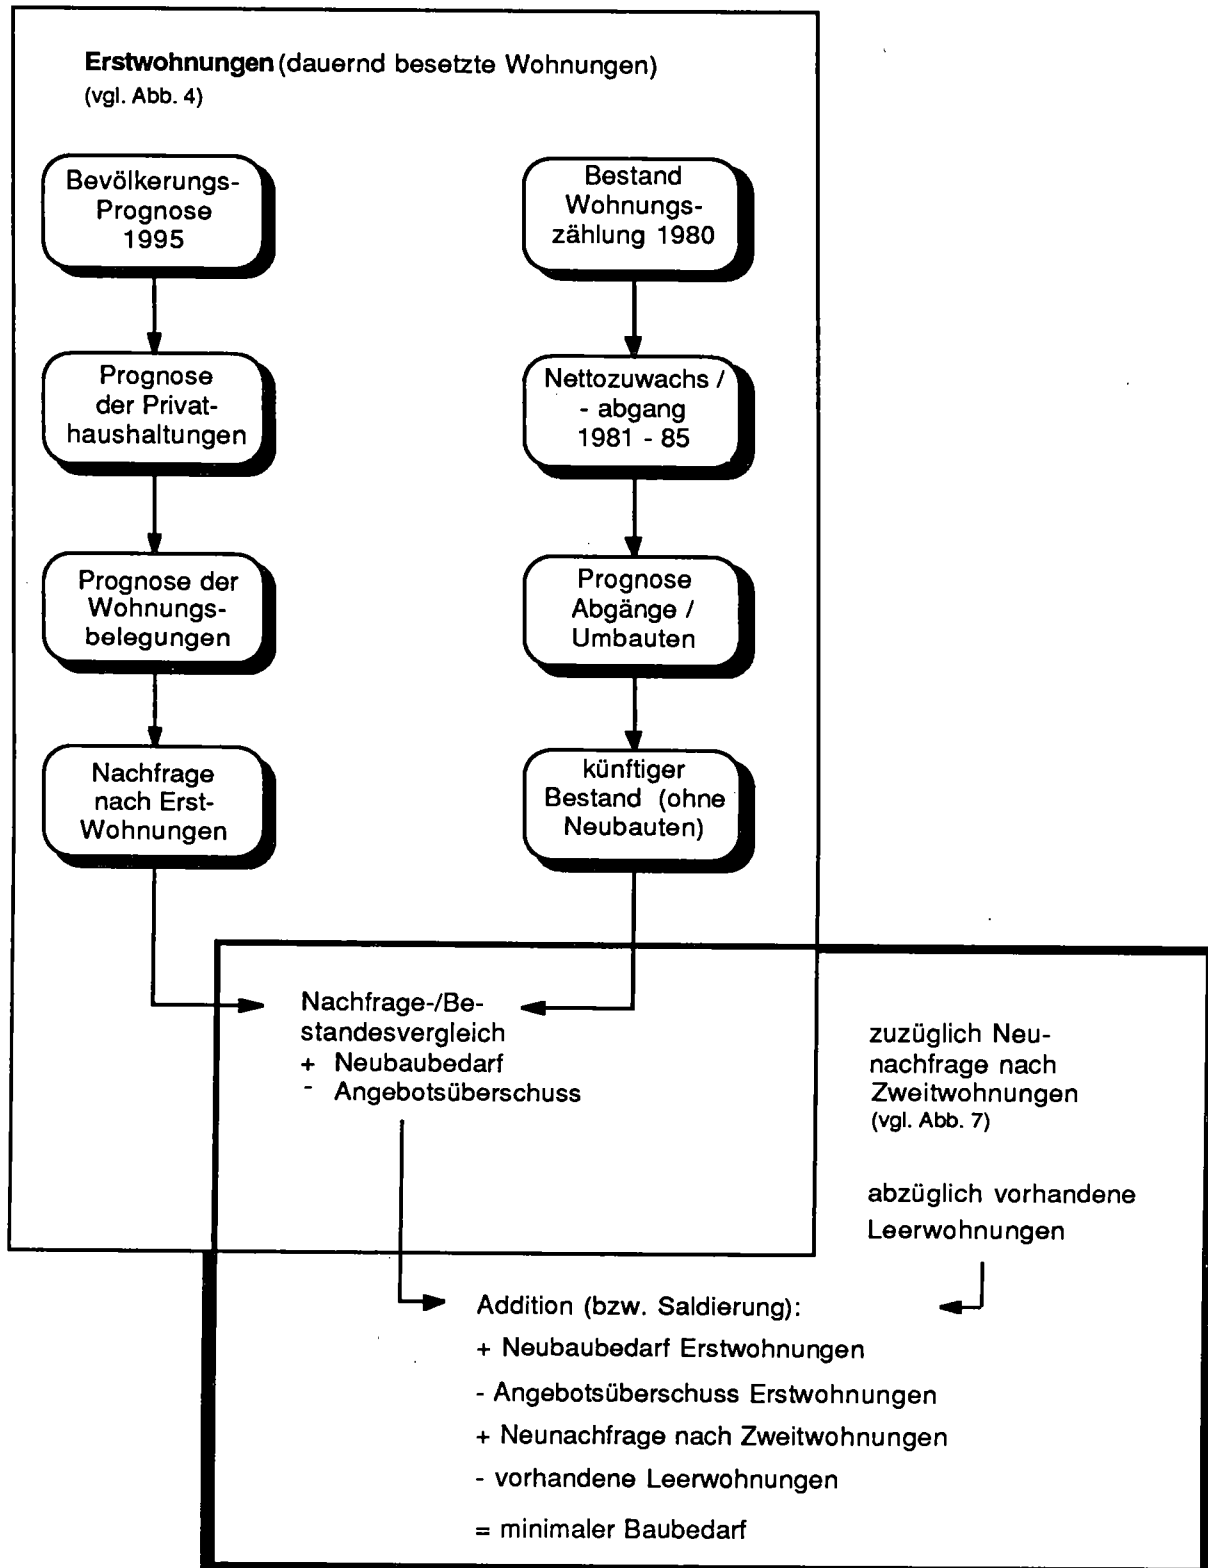 Erstwohnungen (dauernd besetzte Wohnungen)
(vgl. Abb. 4)
Bevölkerungs-
Prognose
1995
Prognose
der Privat-
haushaltungen
Prognose der
Wohnungs-
belegungen
Nachfrage
nach Erst-
Wohnungen
Bestand
Wohnungs-
zählung 1980
Nettozuwachs /
- abgang
1981 - 85
Prognose
Abgänge /
Umbauten
künftiger
Bestand (ohne
Neubauten)
Nachfrage-/Be-
standesvergleich
+ Neubaubedarf
- Angebotsüberschuss
zuzüglich Neu-
nachfrage nach
Zweitwohnungen
(vgl. Abb. 7)
abzüglich vorhandene
Leerwohnungen
Addition (bzw. Saldierung):
+ Neubaubedarf Erstwohnungen
- Angebotsüberschuss Erstwohnungen
+ Neunachfrage nach Zweitwohnungen
- vorhandene Leerwohnungen
= minimaler Baubedarf